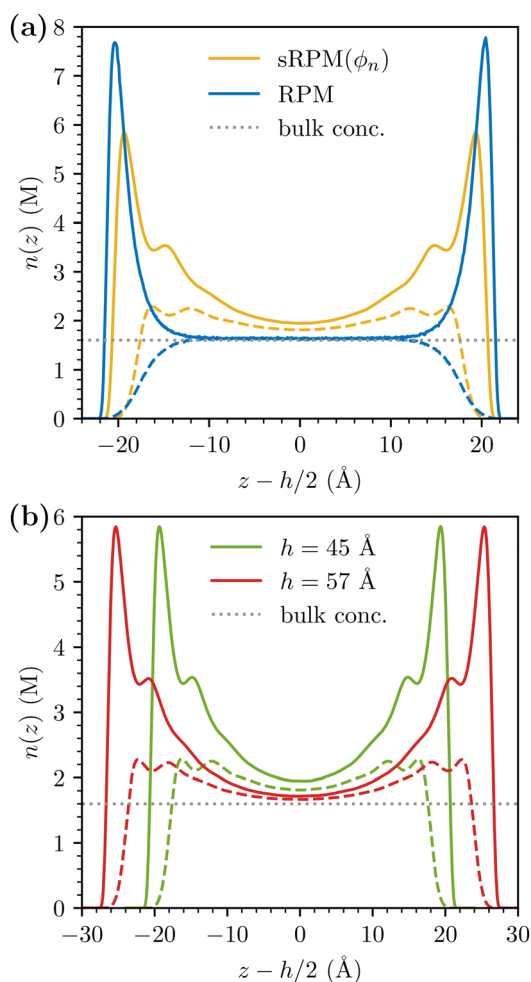 (a)
8
7
6
5
4
3
2
1
0
n(z) (M)
sRPM(ϕₙ)
RPM
bulk conc.
−20 −10 0 10 20
z − h/2 (Å)
(b)
6
5
4
3
2
1
0
n(z) (M)
h = 45 Å
h = 57 Å
bulk conc.
−30 −20 −10 0 10 20 30
z − h/2 (Å)